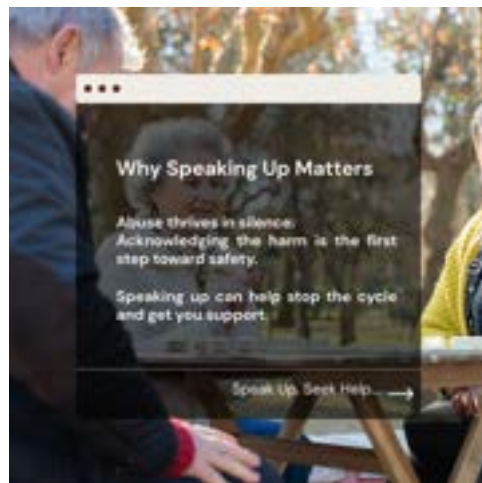 Why Speaking Up Matters
Abuse thrives in silence.
Acknowledging the harm is the first
step toward safety.
Speaking up can help stop the cycle
and get you support.
Speak Up. Seek Help...